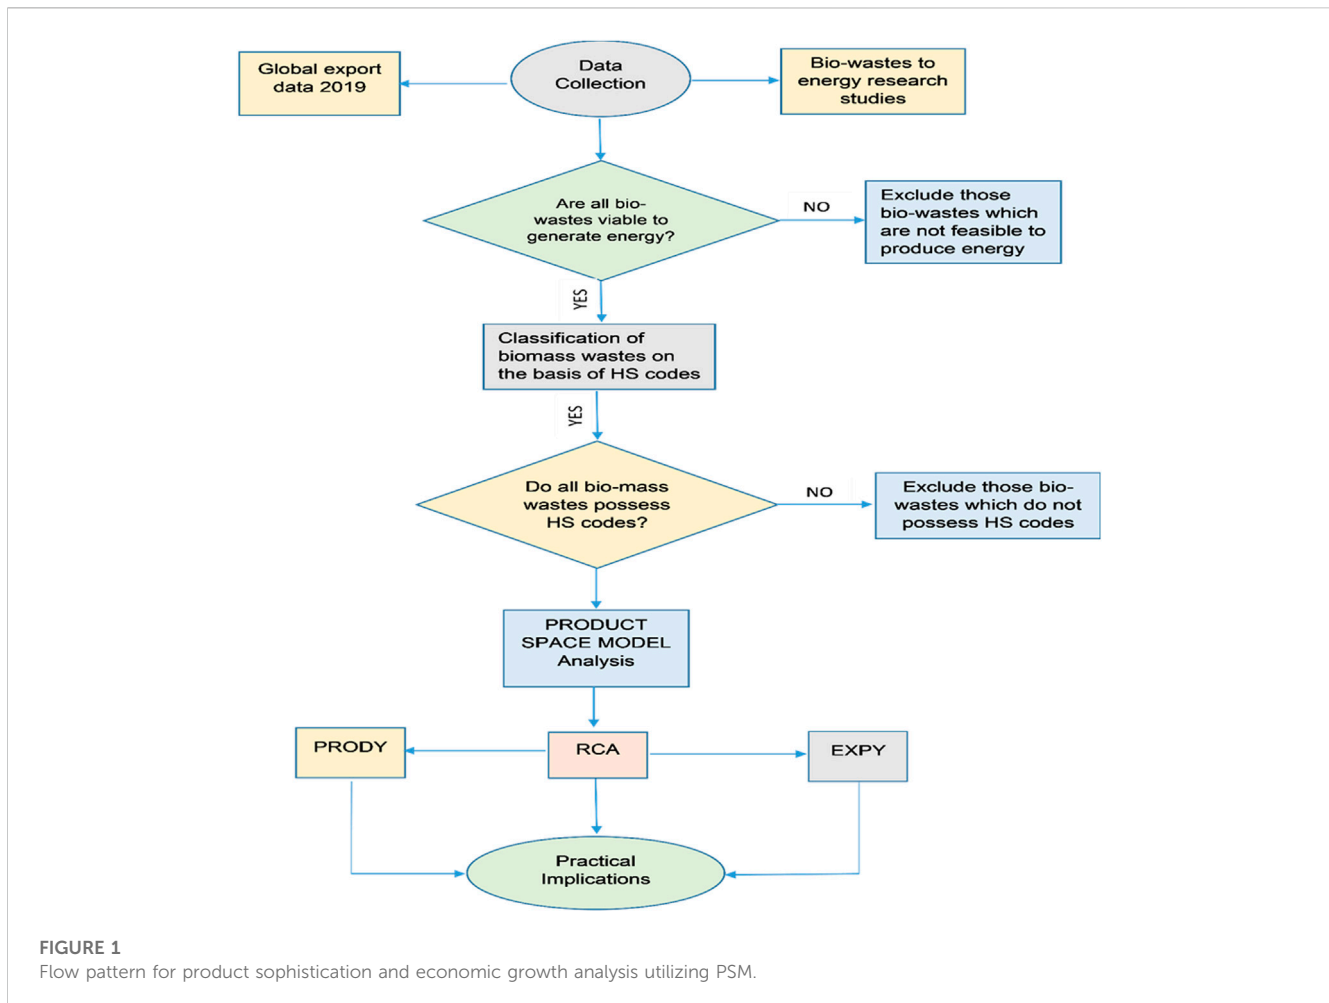 Data
Collection
Global export
data 2019
Bio-wastes to
energy research
studies
Are all bio-
wastes viable to
generate energy?
NO
Exclude those
bio-wastes which
are not feasible to
produce energy
YES
Classification of
biomass wastes on
the basis of HS codes
YES
Do all bio-mass
wastes possess
HS codes?
NO
Exclude those bio-
wastes which do not
possess HS codes
PRODUCT
SPACE MODEL
Analysis
PRODY
RCA
EXPY
Practical
Implications
FIGURE 1
Flow pattern for product sophistication and economic growth analysis utilizing PSM.